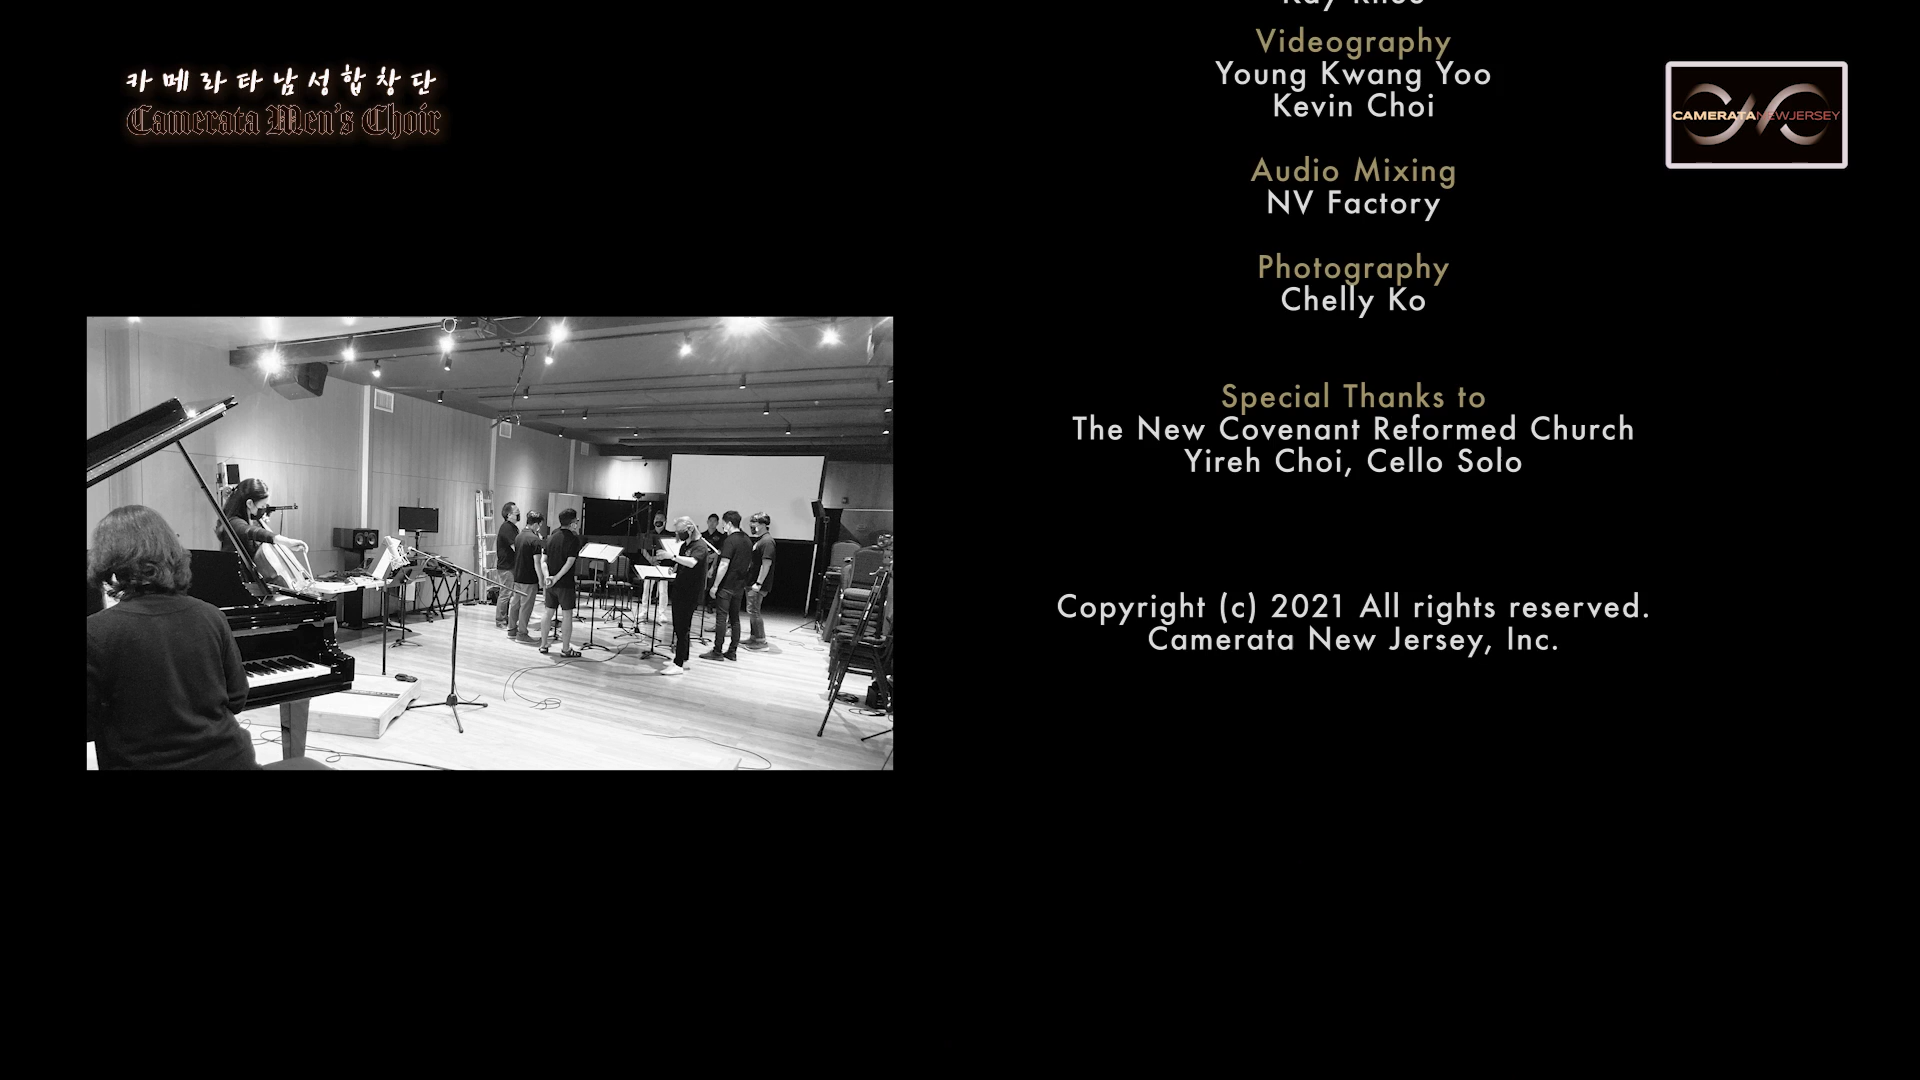 카메라타남성합창단
Camerata Men's Choir
CAMERATANEWJERSEY
Videography
Young Kwang Yoo
Kevin Choi
Audio Mixing
NV Factory
Photography
Chelly Ko
Special Thanks to
The New Covenant Reformed Church
Yireh Choi, Cello Solo
Copyright (c) 2021 All rights reserved.
Camerata New Jersey, Inc.